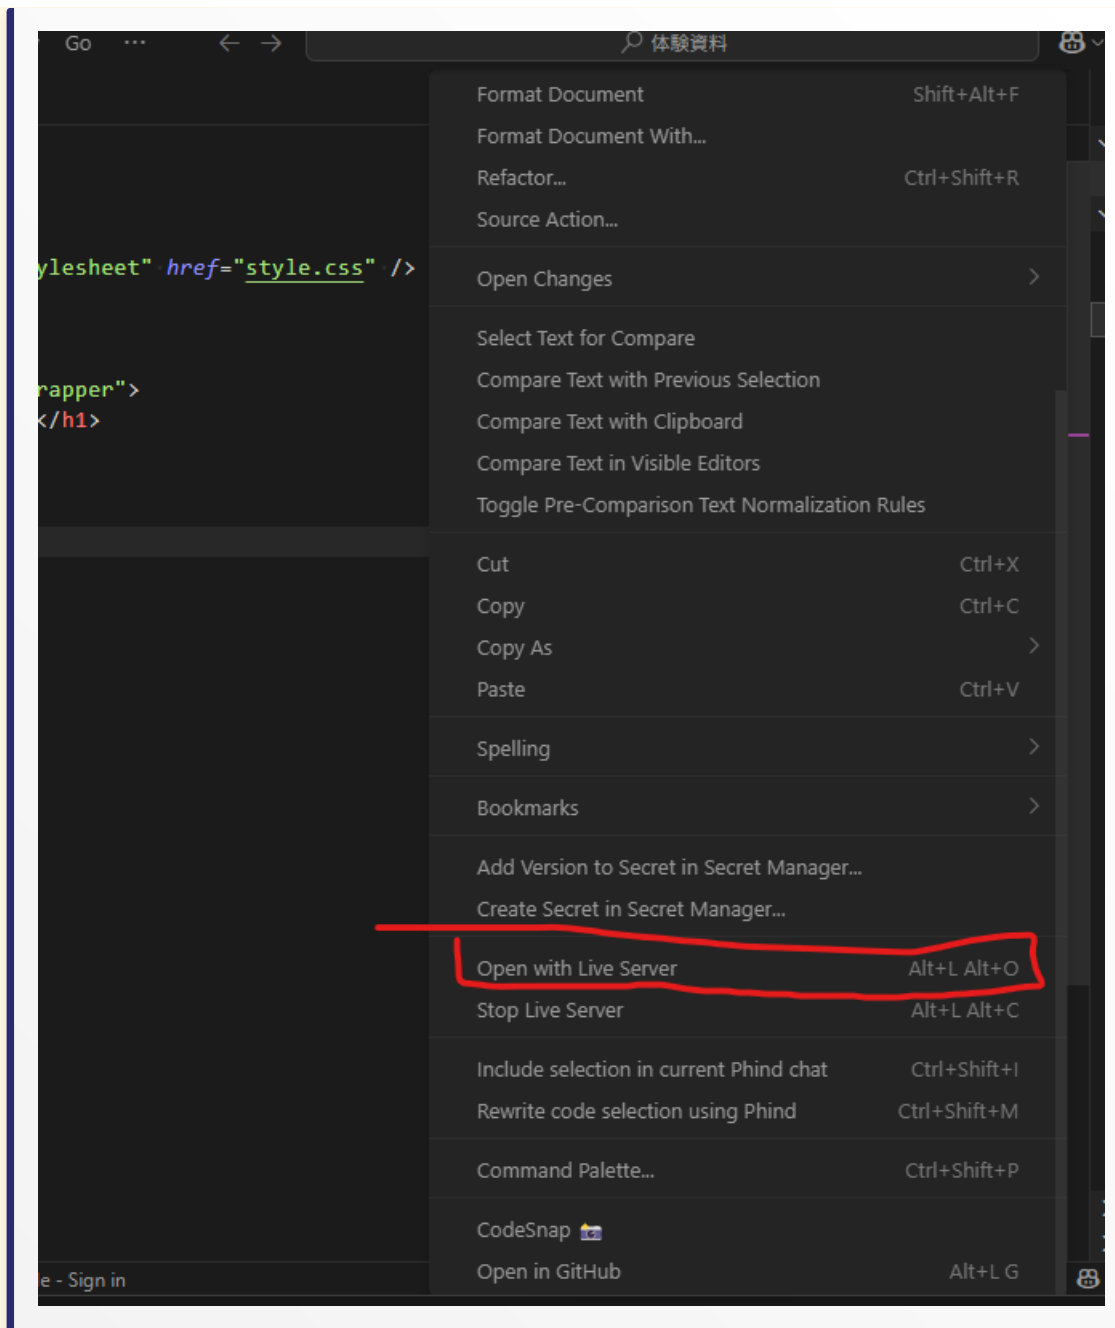 Go ···
体験資料
Format Document Shift+Alt+F
Format Document With...
Refactor... Ctrl+Shift+R
Source Action...
ylesheet" href="style.css" />
Open Changes
Select Text for Compare
rapper">
Compare Text with Previous Selection
</h1>
Compare Text with Clipboard
Compare Text in Visible Editors
Toggle Pre-Comparison Text Normalization Rules
Cut Ctrl+X
Copy Ctrl+C
Copy As
Paste Ctrl+V
Spelling
Bookmarks
Add Version to Secret in Secret Manager...
Create Secret in Secret Manager...
Open with Live Server Alt+L Alt+O
Stop Live Server Alt+L Alt+C
Include selection in current Phind chat Ctrl+Shift+I
Rewrite code selection using Phind Ctrl+Shift+M
Command Palette... Ctrl+Shift+P
CodeSnap 📸
Open in GitHub Alt+L G
le - Sign in